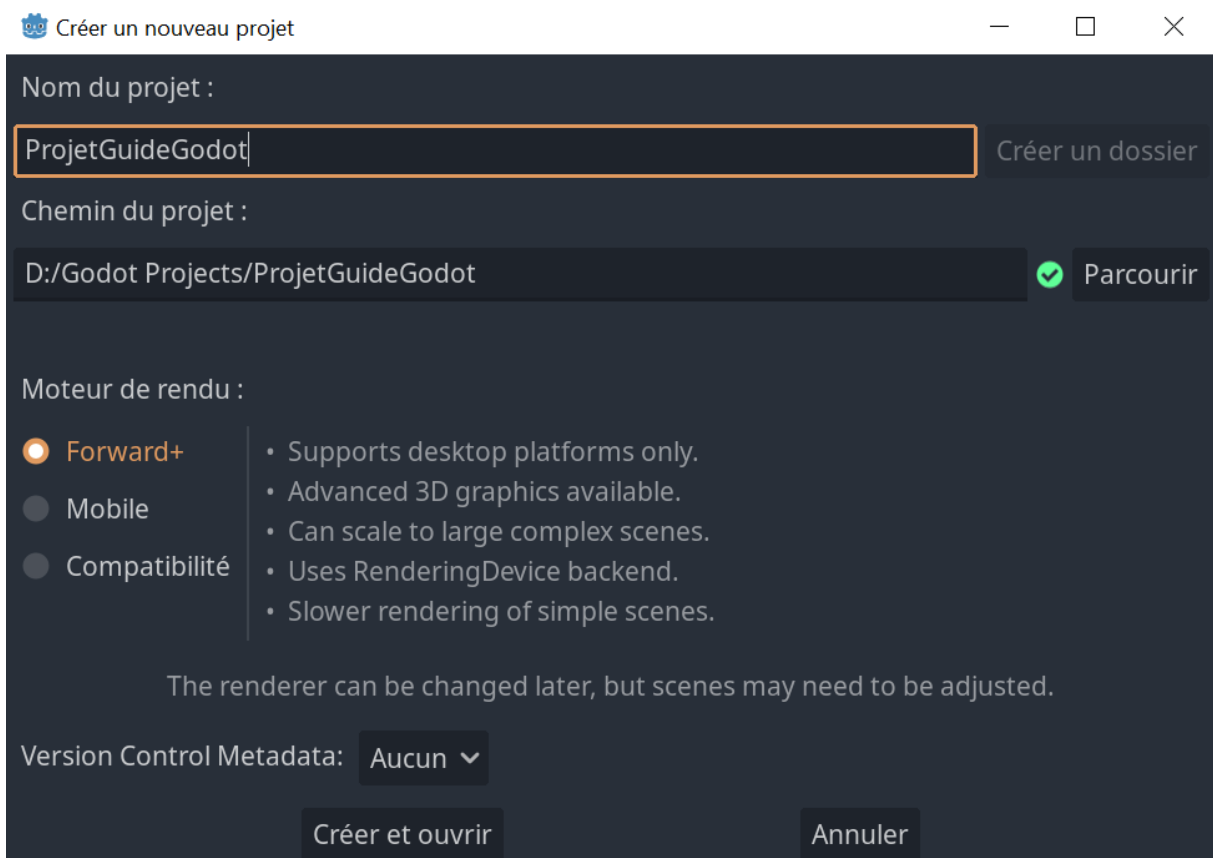 Créer un nouveau projet
Nom du projet :
ProjetGuideGodot
Créer un dossier
Chemin du projet :
D:/Godot Projects/ProjetGuideGodot
Parcourir
Moteur de rendu :
Forward+
Mobile
Compatibilité
• Supports desktop platforms only.
• Advanced 3D graphics available.
• Can scale to large complex scenes.
• Uses RenderingDevice backend.
• Slower rendering of simple scenes.
The renderer can be changed later, but scenes may need to be adjusted.
Version Control Metadata: Aucun
Créer et ouvrir
Annuler